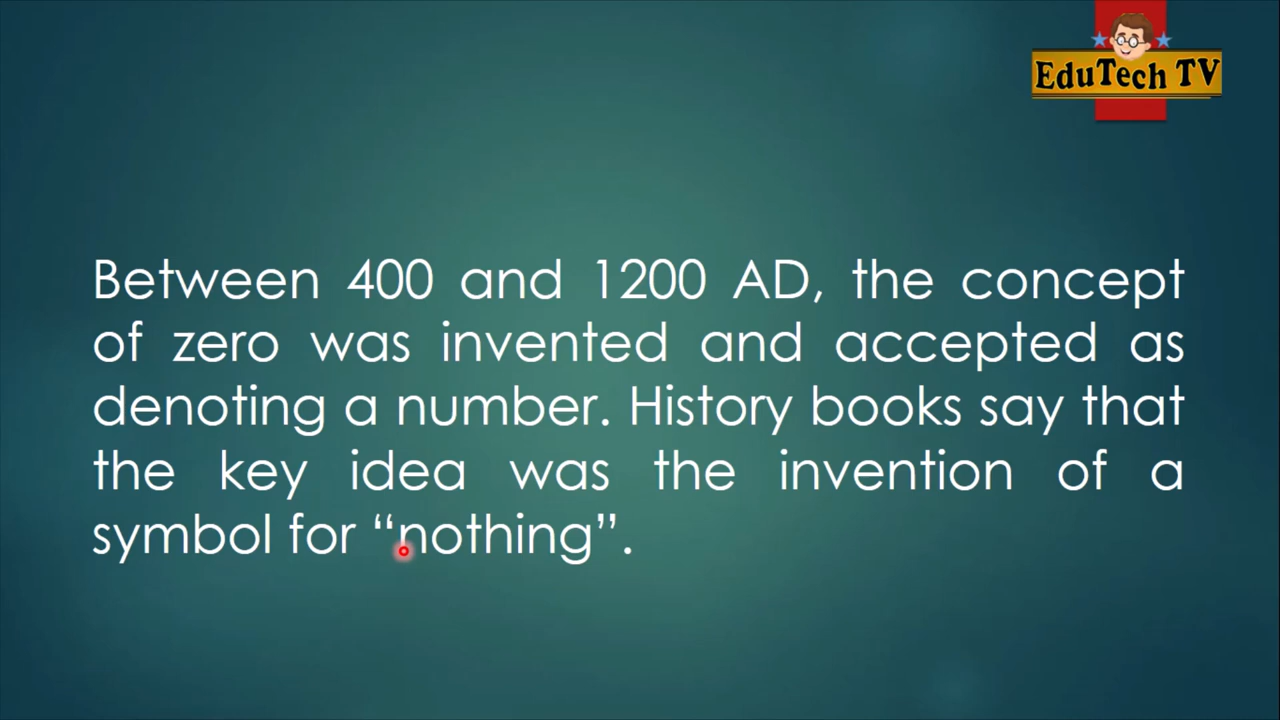 EduTech TV
Between 400 and 1200 AD, the concept
of zero was invented and accepted as
denoting a number. History books say that
the key idea was the invention of a
symbol for “nothing”.